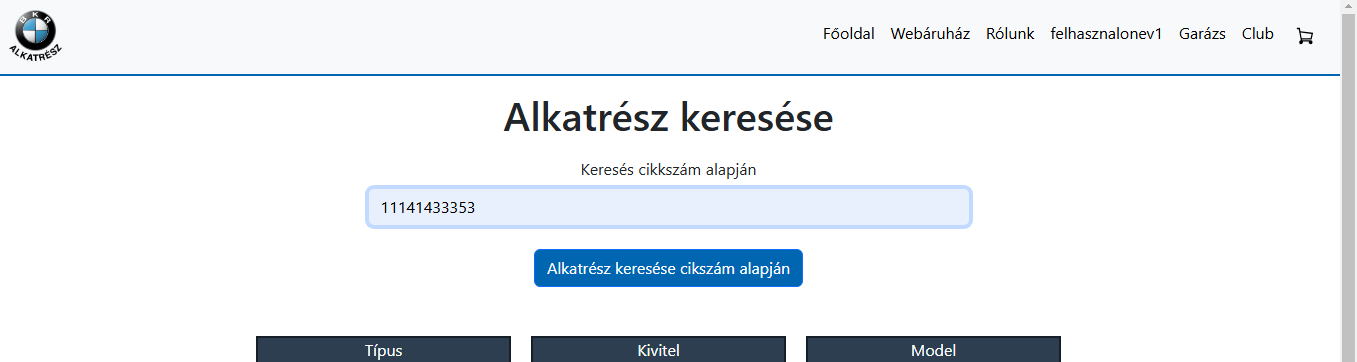 BKR
ALKATRÉSZ
Főoldal Webáruház Rólunk felhasznalonev1 Garázs Club
Alkatrész keresése
Keresés cikkszám alapján
11141433353
Alkatrész keresése cikszám alapján
Típus Kivitel Model